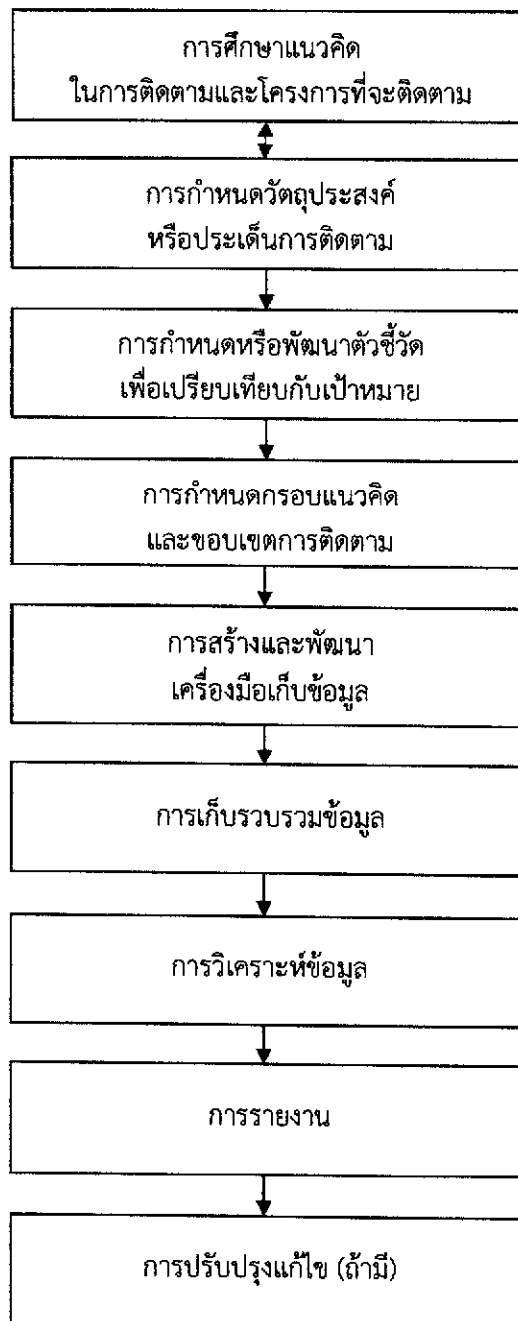 การศึกษาแนวคิด
ในการติดตามและโครงการที่จะติดตาม
การกำหนดวัตถุประสงค์
หรือประเด็นการติดตาม
การกำหนดหรือพัฒนาตัวชี้วัด
เพื่อเปรียบเทียบกับเป้าหมาย
การกำหนดกรอบแนวคิด
และขอบเขตการติดตาม
การสร้างและพัฒนา
เครื่องมือเก็บข้อมูล
การเก็บรวบรวมข้อมูล
การวิเคราะห์ข้อมูล
การรายงาน
การปรับปรุงแก้ไข (ถ้ามี)